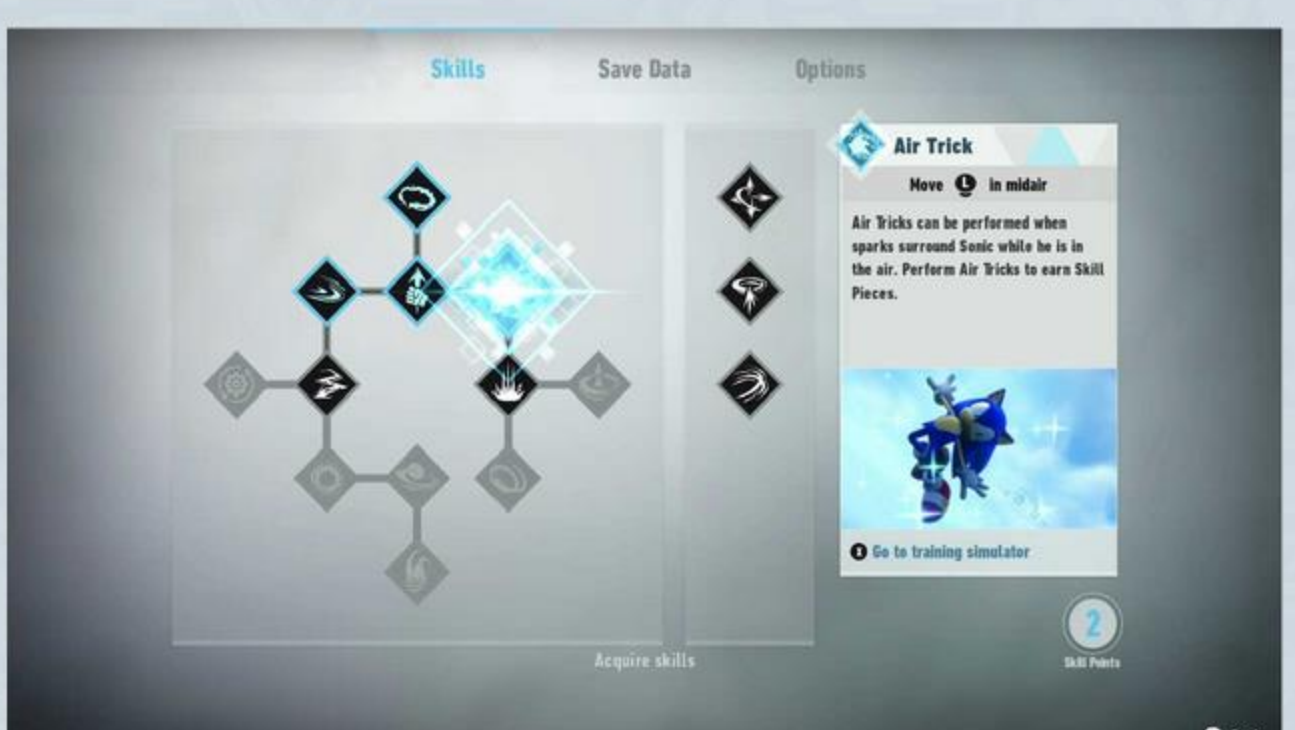 Skills Save Data Options
Air Trick
Move L in midair
Air Tricks can be performed when
sparks surround Sonic while he is in
the air. Perform Air Tricks to earn Skill
Pieces.
X Go to training simulator
2
Skill Points
Acquire skills